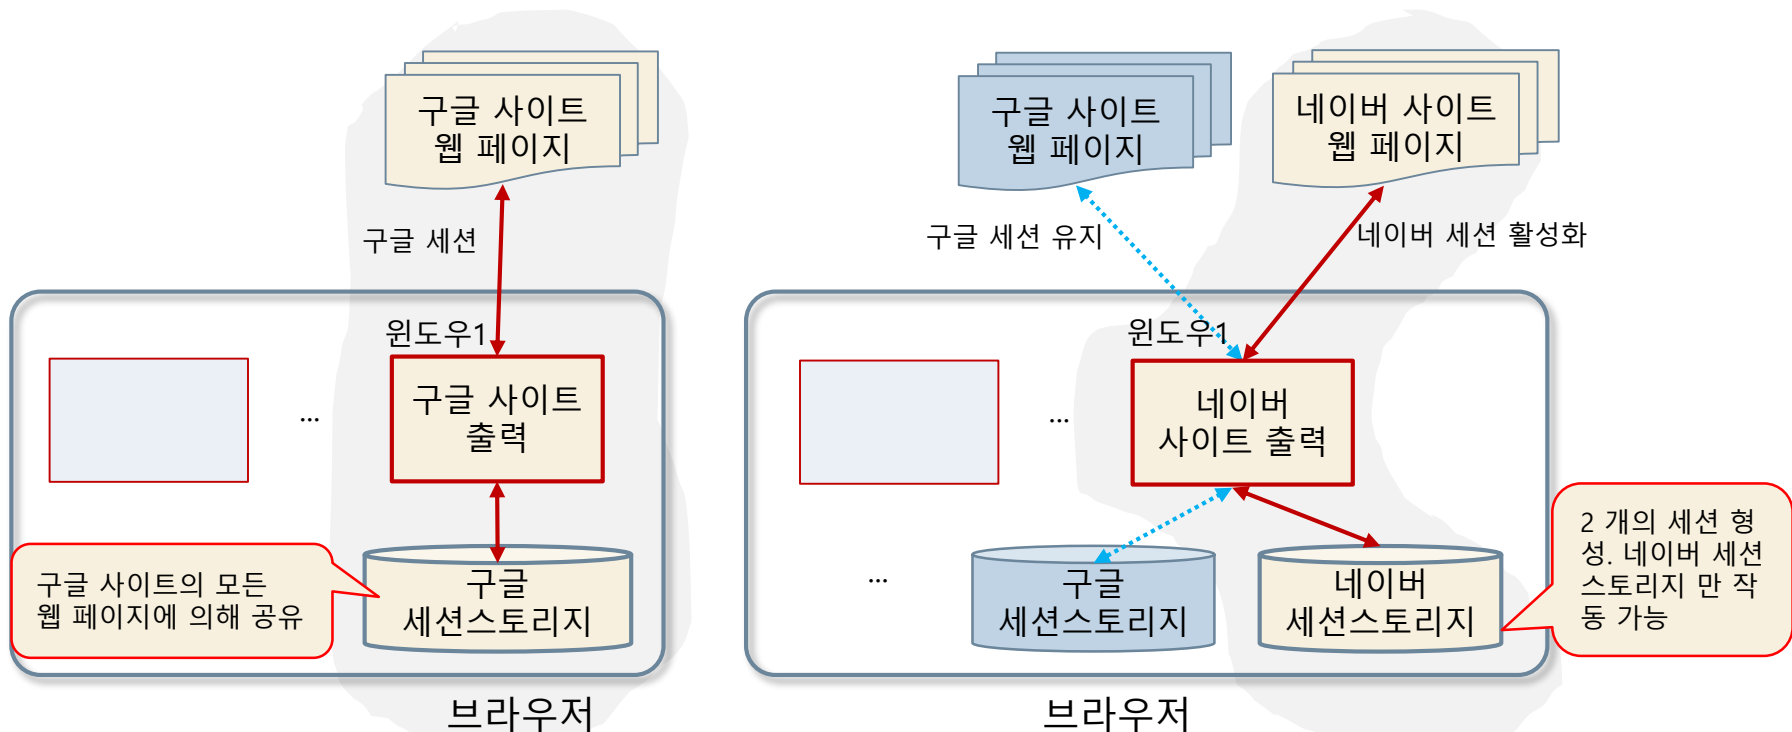 구글 사이트
웹 페이지
구글 세션
윈도우1
...
구글 사이트
출력
구글 사이트의 모든
웹 페이지에 의해 공유
구글
세션스토리지
브라우저
구글 사이트
웹 페이지
네이버 사이트
웹 페이지
구글 세션 유지
네이버 세션 활성화
윈도우1
...
네이버
사이트 출력
...
구글
세션스토리지
네이버
세션스토리지
2 개의 세션 형
성. 네이버 세션
스토리지 만 작
동 가능
브라우저